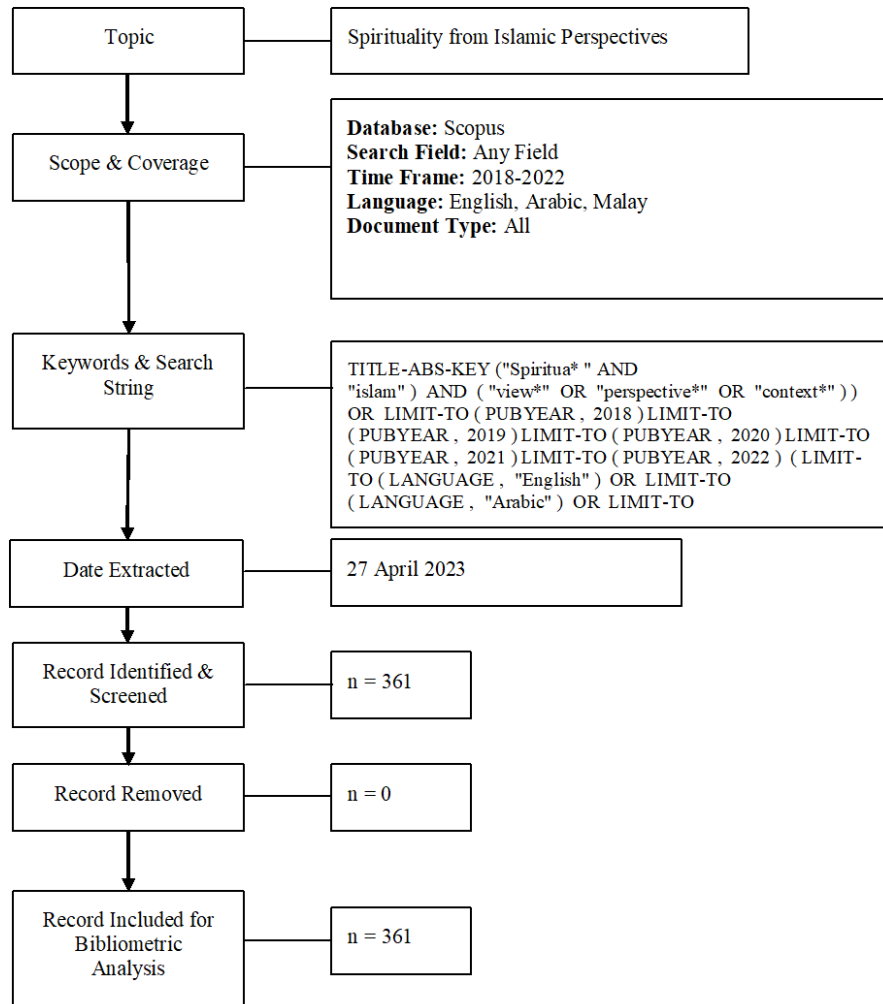 Topic
Spirituality from Islamic Perspectives
Scope & Coverage
Database: Scopus
Search Field: Any Field
Time Frame: 2018-2022
Language: English, Arabic, Malay
Document Type: All
Keywords & Search
String
TITLE-ABS-KEY ("Spiritua* " AND
"islam" ) AND ( "view*" OR "perspective*" OR "context*" ) )
OR LIMIT-TO ( PUBYEAR , 2018 ) LIMIT-TO
( PUBYEAR , 2019 ) LIMIT-TO ( PUBYEAR , 2020 ) LIMIT-TO
( PUBYEAR , 2021 ) LIMIT-TO ( PUBYEAR , 2022 ) ( LIMIT-
TO ( LANGUAGE , "English" ) OR LIMIT-TO
( LANGUAGE , "Arabic" ) OR LIMIT-TO
Date Extracted
27 April 2023
Record Identified &
Screened
n = 361
Record Removed
n = 0
Record Included for
Bibliometric
Analysis
n = 361